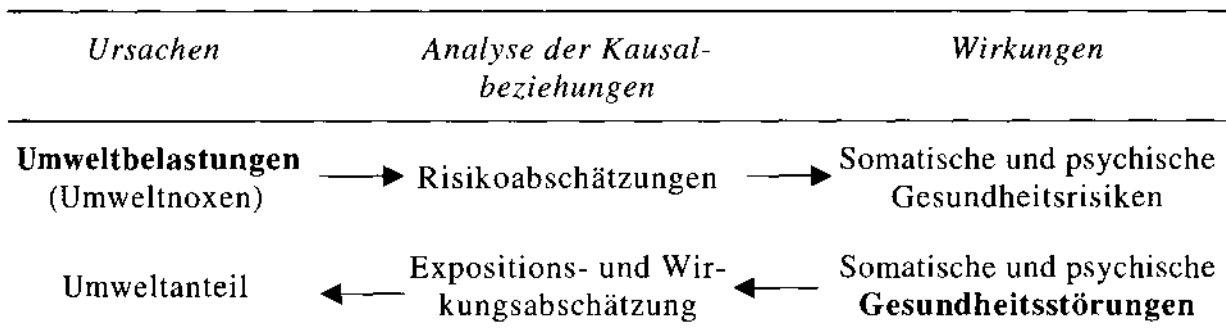 Ursachen
Analyse der Kausal-
beziehungen
Wirkungen
Umweltbelastungen
(Umweltnoxen)
Risikoabschätzungen
Somatische und psychische
Gesundheitsrisiken
Umweltanteil
Expositions- und Wir-
kungsabschätzung
Somatische und psychische
Gesundheitsstörungen